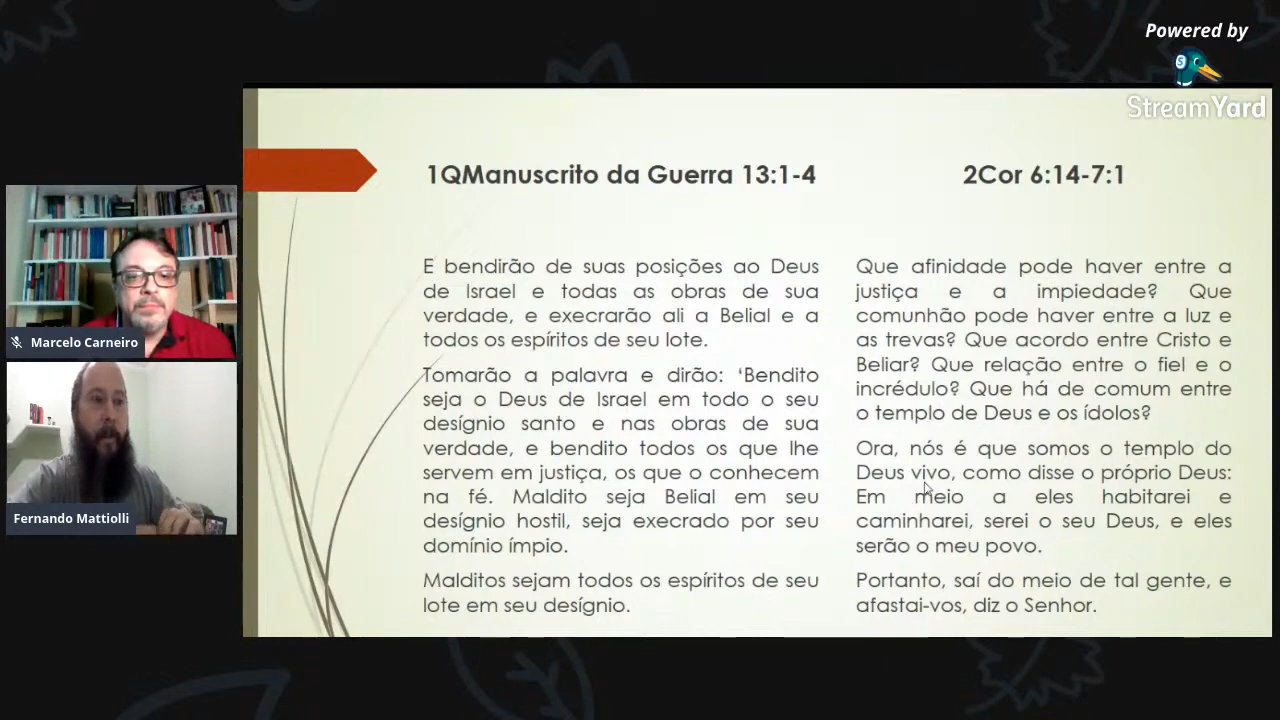 Powered by
StreamYard
1QManuscrito da Guerra 13:1-4
E bendirão de suas posições ao Deus
de Israel e todas as obras de sua
verdade, e execrarão ali a Belial e a
todos os espíritos de seu lote.
Tomarão a palavra e dirão: ‘Bendito
seja o Deus de Israel em todo o seu
desígnio santo e nas obras de sua
verdade, e bendito todos os que lhe
servem em justiça, os que o conhecem
na fé. Maldito seja Belial em seu
desígnio hostil, seja execrado por seu
domínio ímpio.
Malditos sejam todos os espíritos de seu
lote em seu desígnio.
2Cor 6:14-7:1
Que afinidade pode haver entre a
justiça e a impiedade? Que
comunhão pode haver entre a luz e
as trevas? Que acordo entre Cristo e
Beliar? Que relação entre o fiel e o
incrédulo? Que há de comum entre
o templo de Deus e os ídolos?
Ora, nós é que somos o templo do
Deus vivo, como disse o próprio Deus:
Em meio a eles habitarei e
caminharei, serei o seu Deus, e eles
serão o meu povo.
Portanto, saí do meio de tal gente, e
afastai-vos, diz o Senhor.
Marcelo Carneiro
Fernando Mattiolli